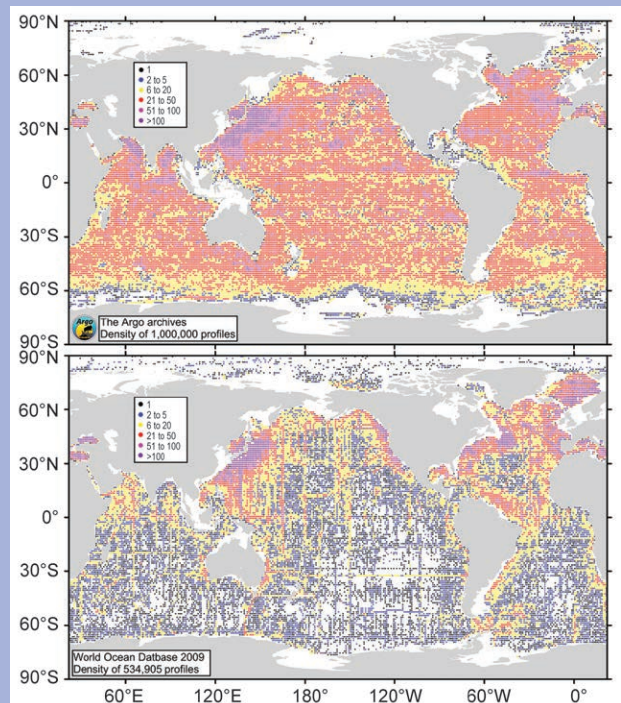 90°N
60°N
30°N
0°
30°S
60°S
90°S
1
2 to 5
6 to 20
21 to 50
51 to 100
>100
Argo
The Argo archives
Density of 1,000,000 profiles
90°N
60°N
30°N
0°
30°S
60°S
90°S
1
2 to 5
6 to 20
21 to 50
51 to 100
>100
World Ocean Datbase 2009
Density of 534,905 profiles
60°E 120°E 180° 120°W 60°W 0°